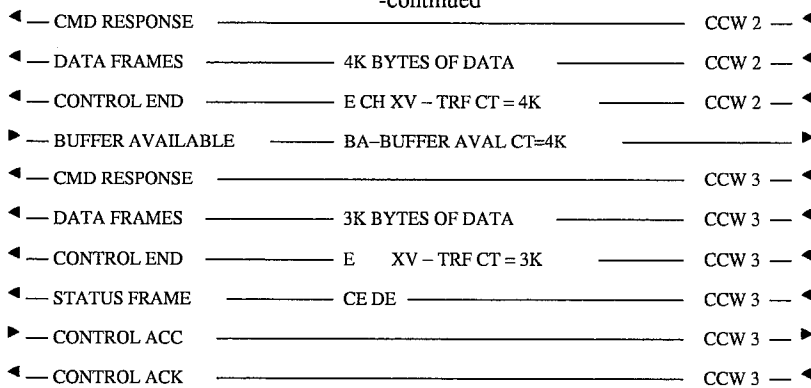 -continued
CMD RESPONSE CCW 2
DATA FRAMES 4K BYTES OF DATA CCW 2
CONTROL END E CH XV – TRF CT = 4K CCW 2
BUFFER AVAILABLE BA–BUFFER AVAL CT=4K
CMD RESPONSE CCW 3
DATA FRAMES 3K BYTES OF DATA CCW 3
CONTROL END E XV – TRF CT = 3K CCW 3
STATUS FRAME CE DE CCW 3
CONTROL ACC CCW 3
CONTROL ACK CCW 3